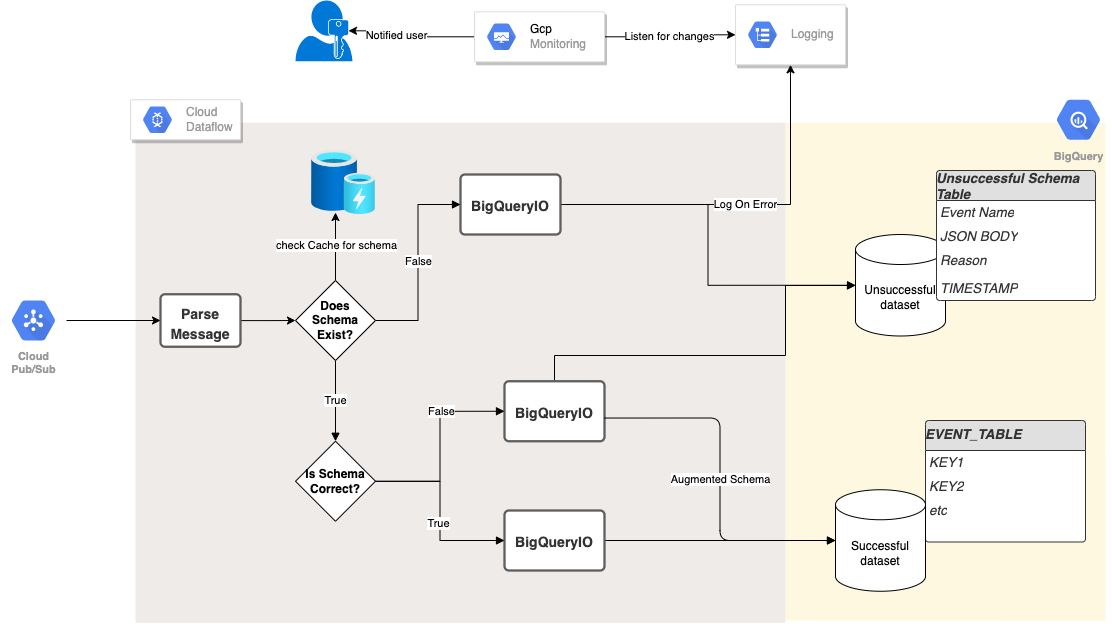 Notified user
Gcp
Monitoring
Listen for changes
Logging
Cloud
Dataflow
BigQuery
Unsuccessful Schema
Table
Event Name
JSON BODY
Reason
TIMESTAMP
BigQueryIO
Log On Error
check Cache for schema
False
Unsuccessful
dataset
Parse
Message
Does
Schema
Exist?
Cloud
Pub/Sub
True
False
BigQueryIO
EVENT_TABLE
KEY1
KEY2
etc
Is Schema
Correct?
Augmented Schema
True
BigQueryIO
Successful
dataset